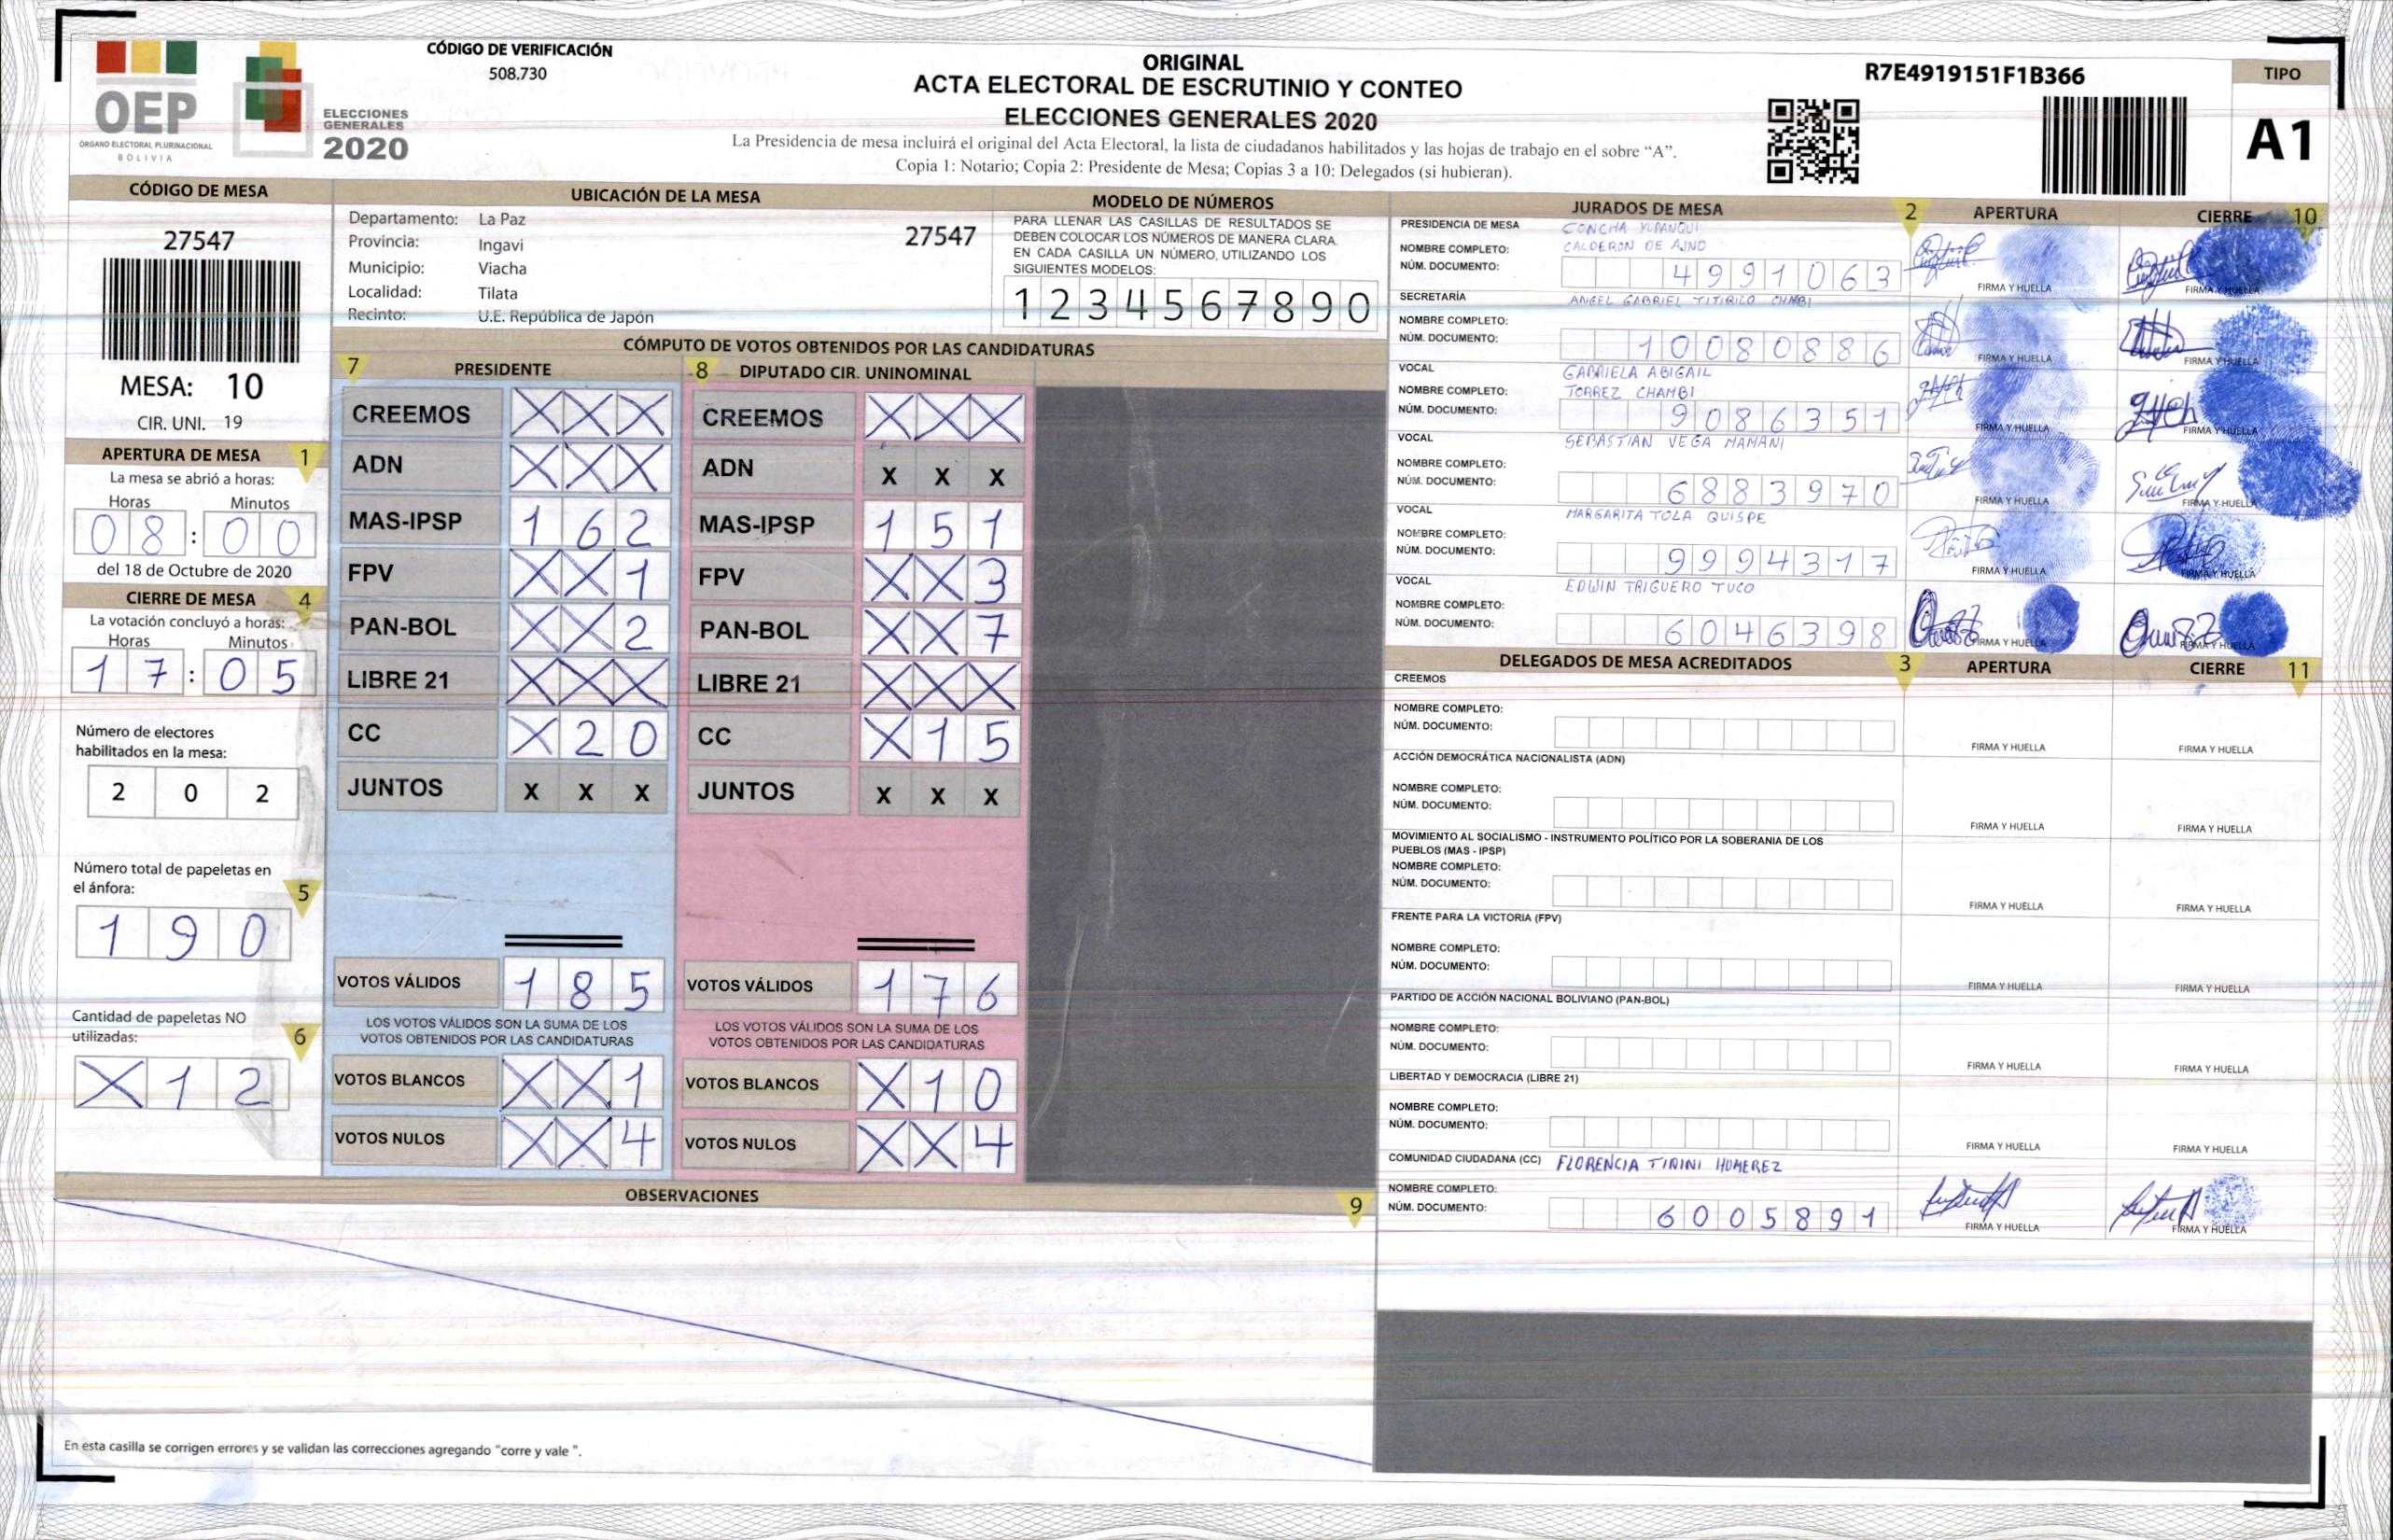 OEP
ÓRGANO ELECTORAL PLURINACIONAL
BOLIVIA
ELECCIONES
GENERALES
2020
CÓDIGO DE VERIFICACIÓN
508.730
ORIGINAL
ACTA ELECTORAL DE ESCRUTINIO Y CONTEO
ELECCIONES GENERALES 2020
La Presidencia de mesa incluirá el original del Acta Electoral, la lista de ciudadanos habilitados y las hojas de trabajo en el sobre “A”.
Copia 1: Notario; Copia 2: Presidente de Mesa; Copias 3 a 10: Delegados (si hubieran).
R7E4919151F1B366
TIPO
A1
CÓDIGO DE MESA
27547
MESA: 10
CIR. UNI. 19
APERTURA DE MESA 1
La mesa se abrió a horas:
Horas Minutos
08 : 00
del 18 de Octubre de 2020
CIERRE DE MESA 4
La votación concluyó a horas:
Horas Minutos
17 : 05
Número de electores
habilitados en la mesa:
2 0 2
Número total de papeletas en
el ánfora:
5
1 9 0
Cantidad de papeletas NO
utilizadas:
6
X 1 2
UBICACIÓN DE LA MESA
Departamento: La Paz
27547
Provincia: Ingavi
Municipio: Viacha
Localidad: Tilata
Recinto: U.E. República de Japón
MODELO DE NÚMEROS
PARA LLENAR LAS CASILLAS DE RESULTADOS SE
DEBEN COLOCAR LOS NÚMEROS DE MANERA CLARA.
EN CADA CASILLA UN NÚMERO, UTILIZANDO LOS
SIGUIENTES MODELOS:
1 2 3 4 5 6 7 8 9 0
CÓMPUTO DE VOTOS OBTENIDOS POR LAS CANDIDATURAS
7 PRESIDENTE
CREEMOS X X X
ADN X X X
MAS-IPSP 1 6 2
FPV X X 1
PAN-BOL X X 2
LIBRE 21 X X X
CC X 2 0
JUNTOS X X X
VOTOS VÁLIDOS 1 8 5
LOS VOTOS VÁLIDOS SON LA SUMA DE LOS
VOTOS OBTENIDOS POR LAS CANDIDATURAS
VOTOS BLANCOS X X 1
VOTOS NULOS X X 4
8 DIPUTADO CIR. UNINOMINAL
CREEMOS X X X
ADN X X X
MAS-IPSP 1 5 1
FPV X X 3
PAN-BOL X X 7
LIBRE 21 X X X
CC X 1 5
JUNTOS X X X
VOTOS VÁLIDOS 1 7 6
LOS VOTOS VÁLIDOS SON LA SUMA DE LOS
VOTOS OBTENIDOS POR LAS CANDIDATURAS
VOTOS BLANCOS X 1 0
VOTOS NULOS X X 4
OBSERVACIONES
9
En esta casilla se corrigen errores y se validan las correcciones agregando “corre y vale ”.
JURADOS DE MESA 2 APERTURA CIERRE 10
PRESIDENCIA DE MESA CONCHA YUPANQUI
NOMBRE COMPLETO: CALDERON DE
NÚM. DOCUMENTO: 4991063
FIRMA Y HUELLA FIRMA Y HUELLA
SECRETARÍA ANGEL GABRIEL
NOMBRE COMPLETO:
NÚM. DOCUMENTO: 10080886
FIRMA Y HUELLA FIRMA Y HUELLA
VOCAL GABRIELA ABIGAIL
NOMBRE COMPLETO: TORREZ CHAMBI
NÚM. DOCUMENTO: 9086351
FIRMA Y HUELLA FIRMA Y HUELLA
VOCAL SEBASTIAN VEGA MAMANI
NOMBRE COMPLETO:
NÚM. DOCUMENTO: 6883970
FIRMA Y HUELLA FIRMA Y HUELLA
VOCAL MARGARITA TOLA QUISPE
NOMBRE COMPLETO:
NÚM. DOCUMENTO: 9994317
FIRMA Y HUELLA FIRMA Y HUELLA
VOCAL EDWIN TRIGUERO TUCO
NOMBRE COMPLETO:
NÚM. DOCUMENTO: 6046398
FIRMA Y HUELLA FIRMA Y HUELLA
DELEGADOS DE MESA ACREDITADOS 3 APERTURA CIERRE 11
CREEMOS
NOMBRE COMPLETO:
NÚM. DOCUMENTO:
FIRMA Y HUELLA FIRMA Y HUELLA
ACCIÓN DEMOCRÁTICA NACIONALISTA (ADN)
NOMBRE COMPLETO:
NÚM. DOCUMENTO:
FIRMA Y HUELLA FIRMA Y HUELLA
MOVIMIENTO AL SOCIALISMO - INSTRUMENTO POLÍTICO POR LA SOBERANIA DE LOS
PUEBLOS (MAS - IPSP)
NOMBRE COMPLETO:
NÚM. DOCUMENTO:
FIRMA Y HUELLA FIRMA Y HUELLA
FRENTE PARA LA VICTORIA (FPV)
NOMBRE COMPLETO:
NÚM. DOCUMENTO:
FIRMA Y HUELLA FIRMA Y HUELLA
PARTIDO DE ACCIÓN NACIONAL BOLIVIANO (PAN-BOL)
NOMBRE COMPLETO:
NÚM. DOCUMENTO:
FIRMA Y HUELLA FIRMA Y HUELLA
LIBERTAD Y DEMOCRACIA (LIBRE 21)
NOMBRE COMPLETO:
NÚM. DOCUMENTO:
FIRMA Y HUELLA FIRMA Y HUELLA
COMUNIDAD CIUDADANA (CC) FLORENCIA TININI HUMEREZ
NOMBRE COMPLETO:
NÚM. DOCUMENTO: 6005891
FIRMA Y HUELLA FIRMA Y HUELLA